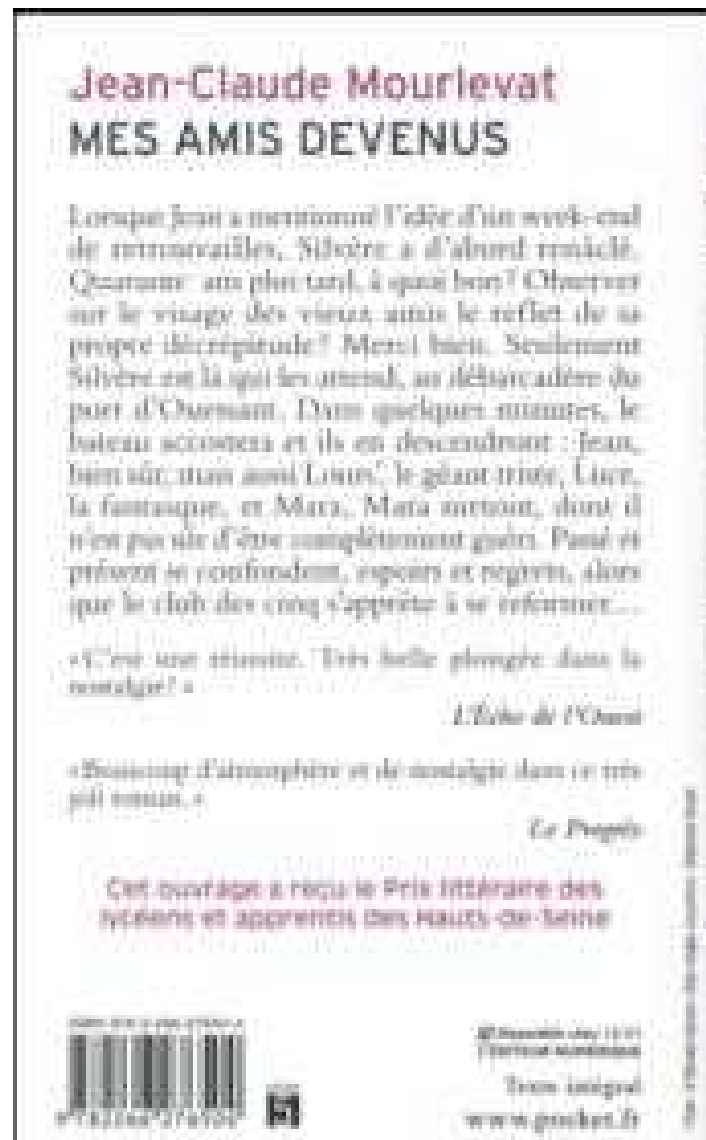 Jean-Claude Mourlevat
MES AMIS DEVENUS
Lorsque Jean a mentionné l'idée d'un week-end
de retrouvailles, Silvère a d'abord renâclé.
Quarante ans plus tard, à quoi bon ? Observer
sur le visage des vieux amis le reflet de sa
propre décrépitude ? Merci bien. Seulement
Silvère est là qui les attend, au débarcadère du
port d'Ouessant. Dans quelques minutes, le
bateau accostera et ils en descendront : Jean,
bien sûr, mais aussi Lours', le géant triste, Luce,
la fantasque, et Mara, Mara surtout, dont il
n'est pas sûr d'être complètement guéri. Passé et
présent se confondent, espoirs et regrets, alors
que le club des cinq s'apprête à se reformer…
« C'est une réussite. Très belle plongée dans la
nostalgie ! »
L'Écho de l'Ouest
« Beaucoup d'atmosphère et de nostalgie dans ce très
joli roman. »
Le Progrès
Cet ouvrage a reçu le Prix littéraire des
lycéens et apprentis des Hauts-de-Seine
Texte intégral
www.pocket.fr